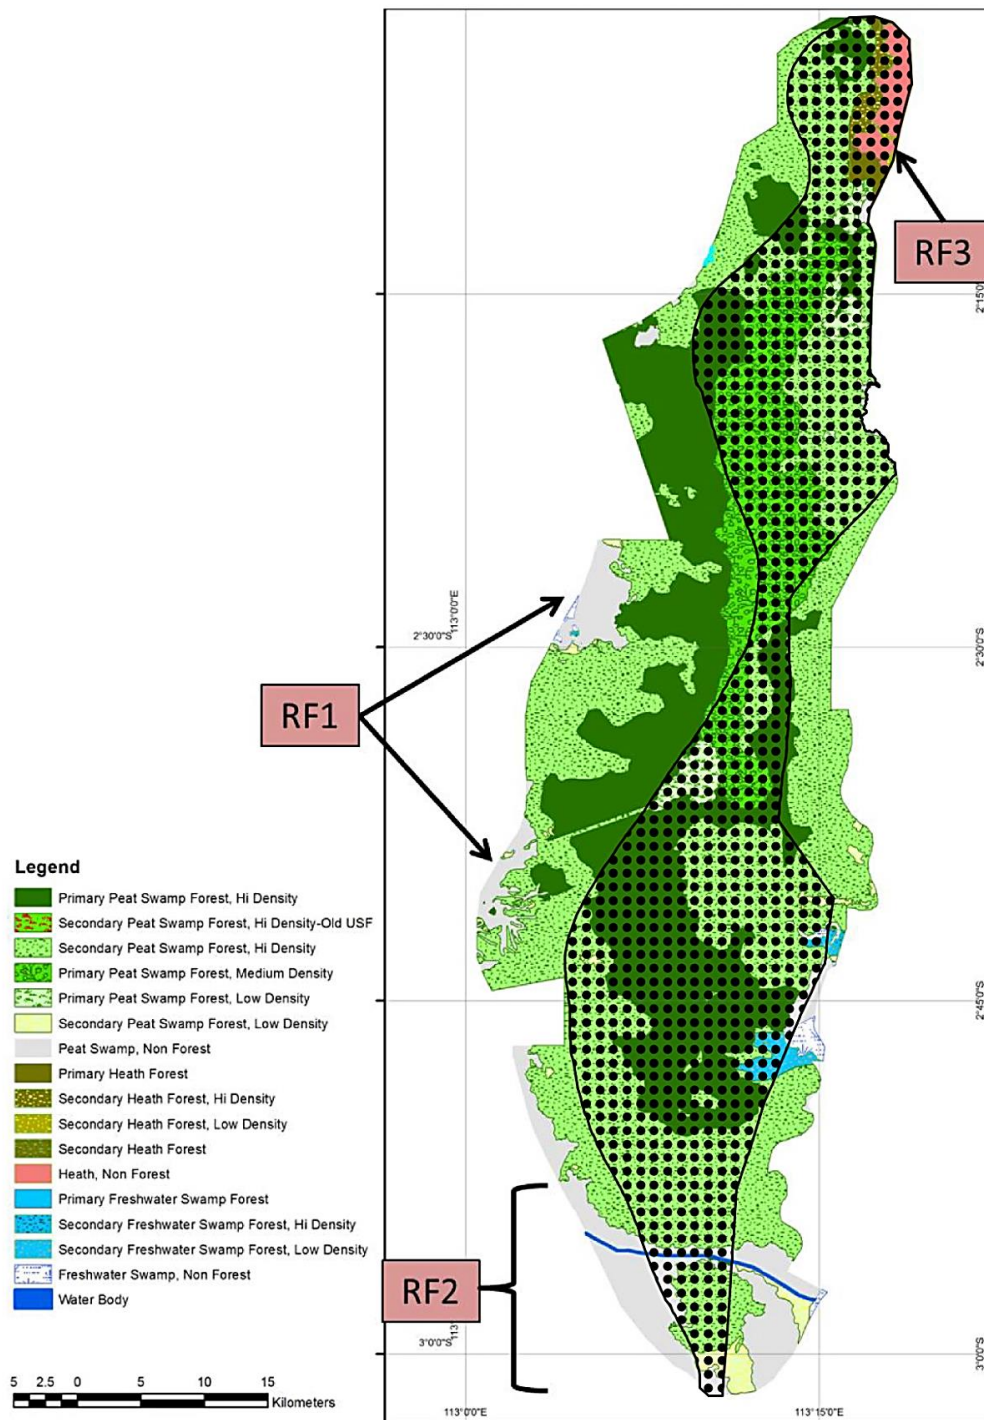 RF3
2°15'0"S
113°0'0"E
2°30'0"S
2°30'0"S
RF1
Legend
Primary Peat Swamp Forest, Hi Density
Secondary Peat Swamp Forest, Hi Density-Old USF
Secondary Peat Swamp Forest, Hi Density
Primary Peat Swamp Forest, Medium Density
Primary Peat Swamp Forest, Low Density
Secondary Peat Swamp Forest, Low Density
Peat Swamp, Non Forest
Primary Heath Forest
Secondary Heath Forest, Hi Density
Secondary Heath Forest, Low Density
Secondary Heath Forest
Heath, Non Forest
Primary Freshwater Swamp Forest
Secondary Freshwater Swamp Forest, Hi Density
Secondary Freshwater Swamp Forest, Low Density
Freshwater Swamp, Non Forest
Water Body
2°45'0"S
RF2
3°0'0"S
3°0'0"S
5 2.5 0 5 10 15
Kilometers
113°0'0"E
113°15'0"E